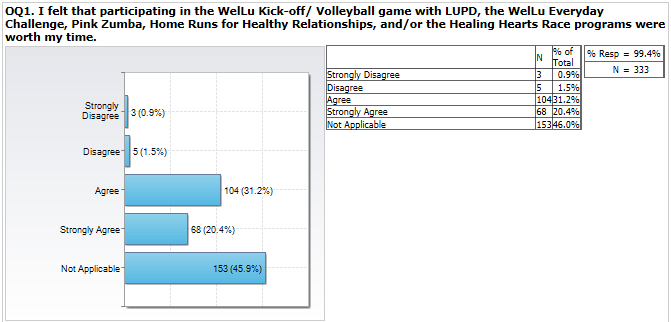 OQ1. I felt that participating in the WelLu Kick-off/ Volleyball game with LUPD, the WelLu Everyday
Challenge, Pink Zumba, Home Runs for Healthy Relationships, and/or the Healing Hearts Race programs were
worth my time.
Strongly Disagree 3 (0.9%)
Disagree 5 (1.5%)
Agree 104 (31.2%)
Strongly Agree 68 (20.4%)
Not Applicable 153 (45.9%)
N % of Total
Strongly Disagree 3 0.9%
Disagree 5 1.5%
Agree 104 31.2%
Strongly Agree 68 20.4%
Not Applicable 153 46.0%
% Resp = 99.4%
N = 333